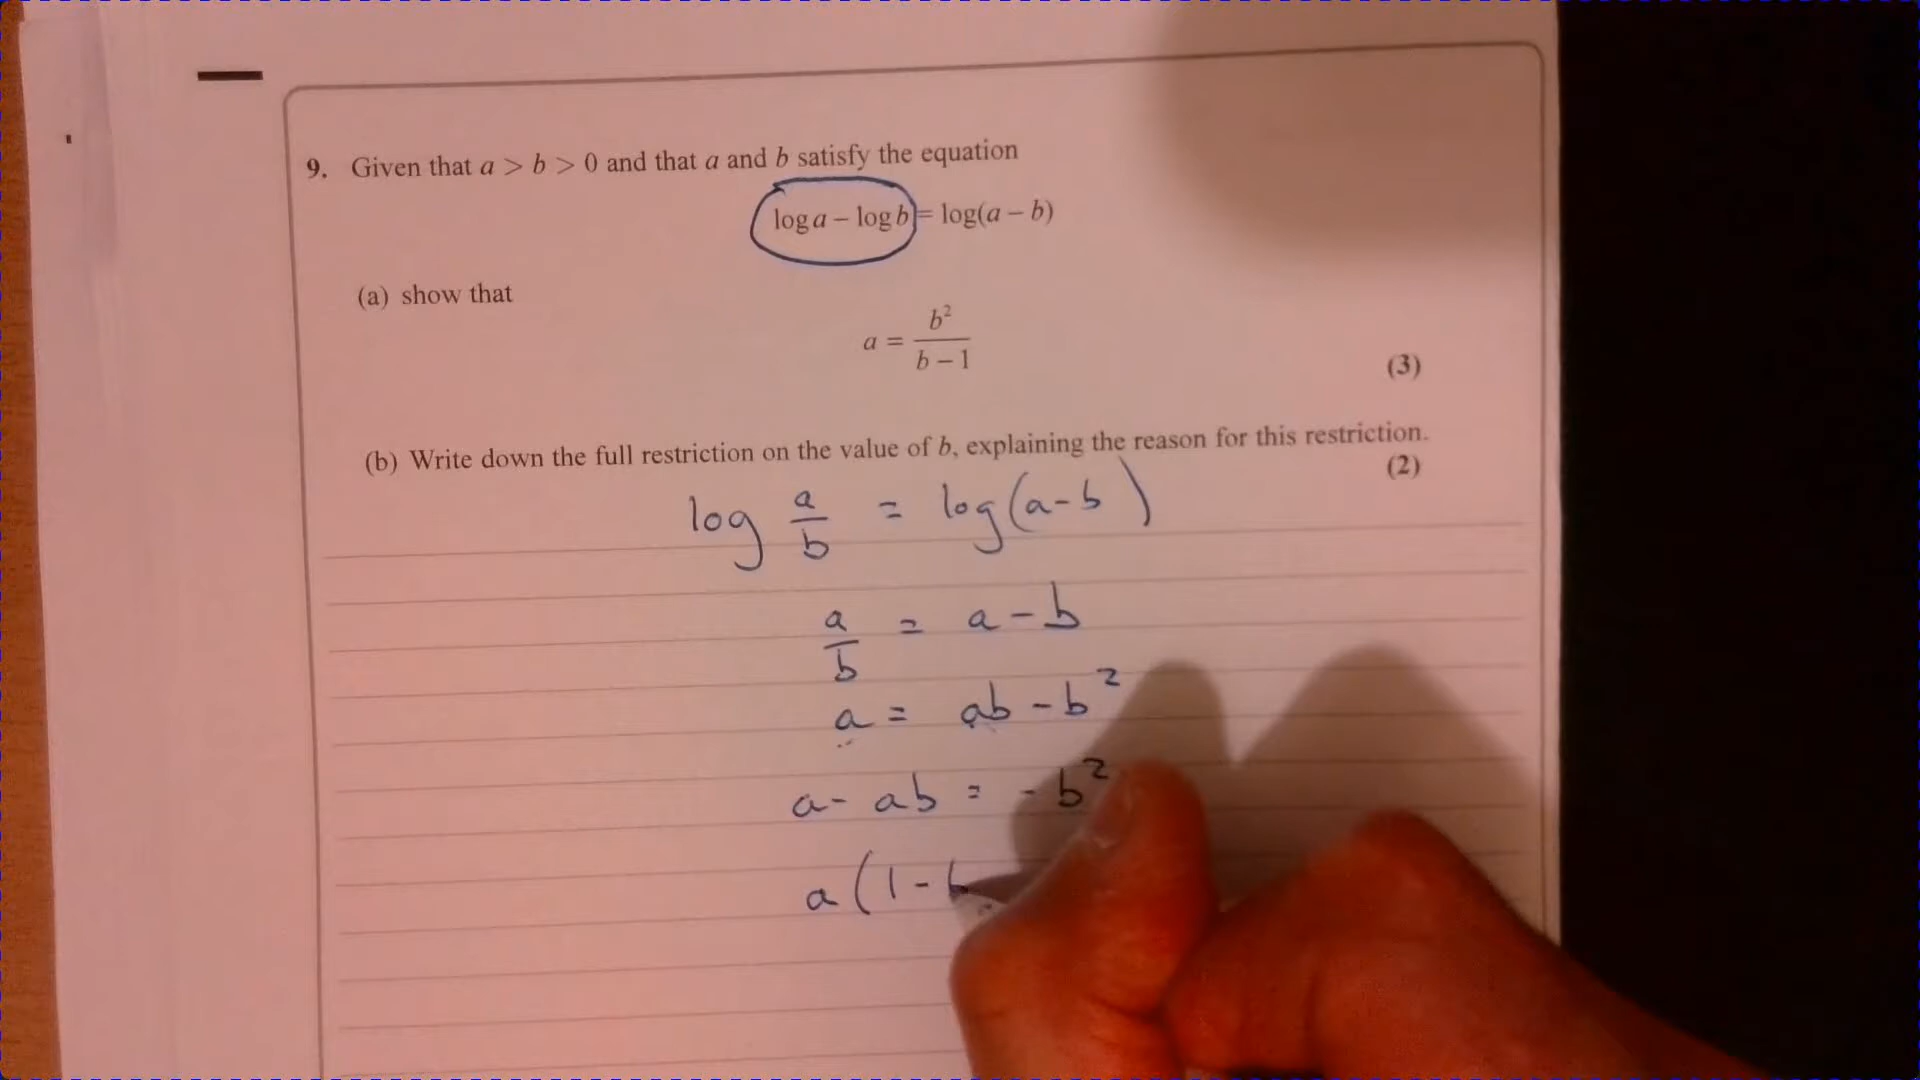 9. Given that a > b > 0 and that a and b satisfy the equation
log a – log b = log(a – b)
(a) show that
a = b²/(b – 1)
(3)
(b) Write down the full restriction on the value of b, explaining the reason for this restriction.
(2)
log a/b = log(a-b)
a/b = a-b
a = ab-b²
a- ab = -b²
a(1-b